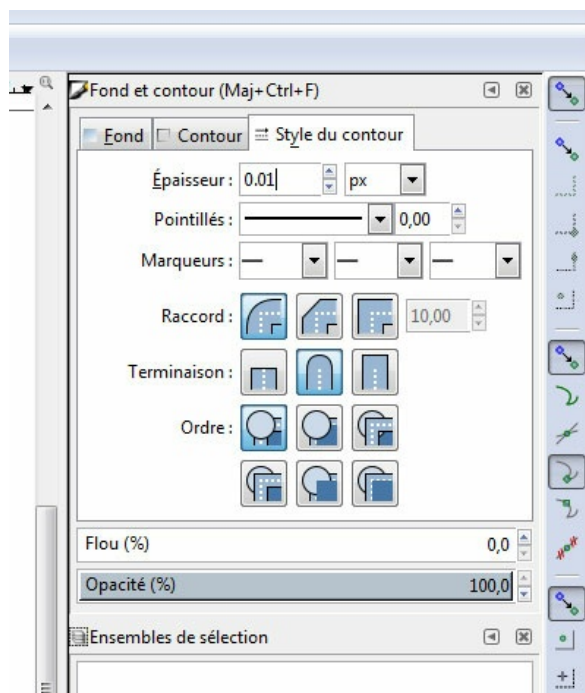 Fond et contour (Maj+Ctrl+F)
Fond Contour Style du contour
Épaisseur : 0.01 px
Pointillés : 0,00
Marqueurs :
Raccord : 10,00
Terminaison :
Ordre :
Flou (%) 0,0
Opacité (%) 100,0
Ensembles de sélection